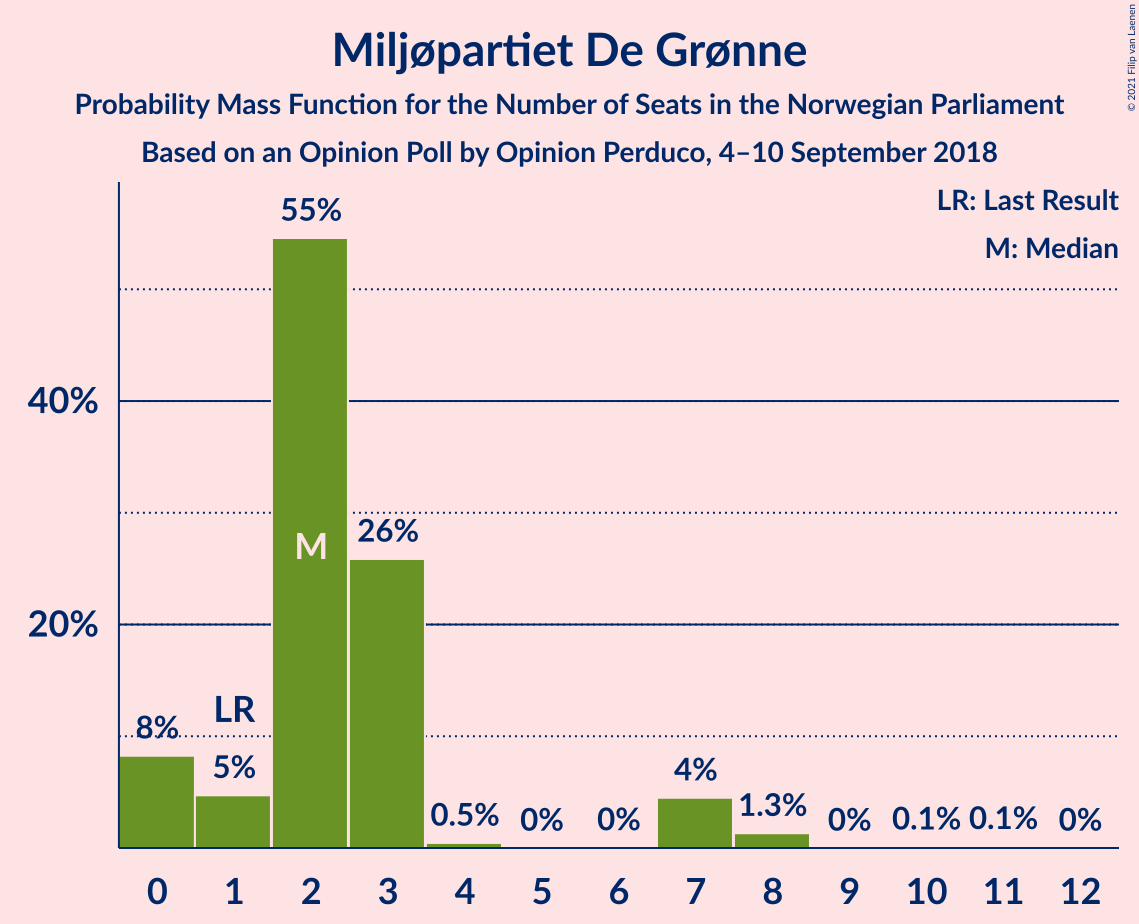 Miljøpartiet De Grønne
Probability Mass Function for the Number of Seats in the Norwegian Parliament
Based on an Opinion Poll by Opinion Perduco, 4–10 September 2018
© 2021 Filip van Laenen
LR: Last Result
M: Median
55%
40%
M
26%
20%
LR
8%
5%
4%
1.3%
0.5%
0%
0%
0%
0.1%
0.1%
0%
0 1 2 3 4 5 6 7 8 9 10 11 12